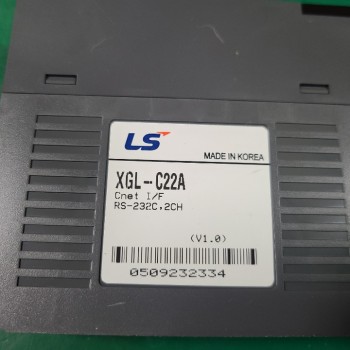 LS
MADE IN KOREA
XGL-C22A
Cnet I/F
RS-232C.2CH
(V1.0)
0509232334